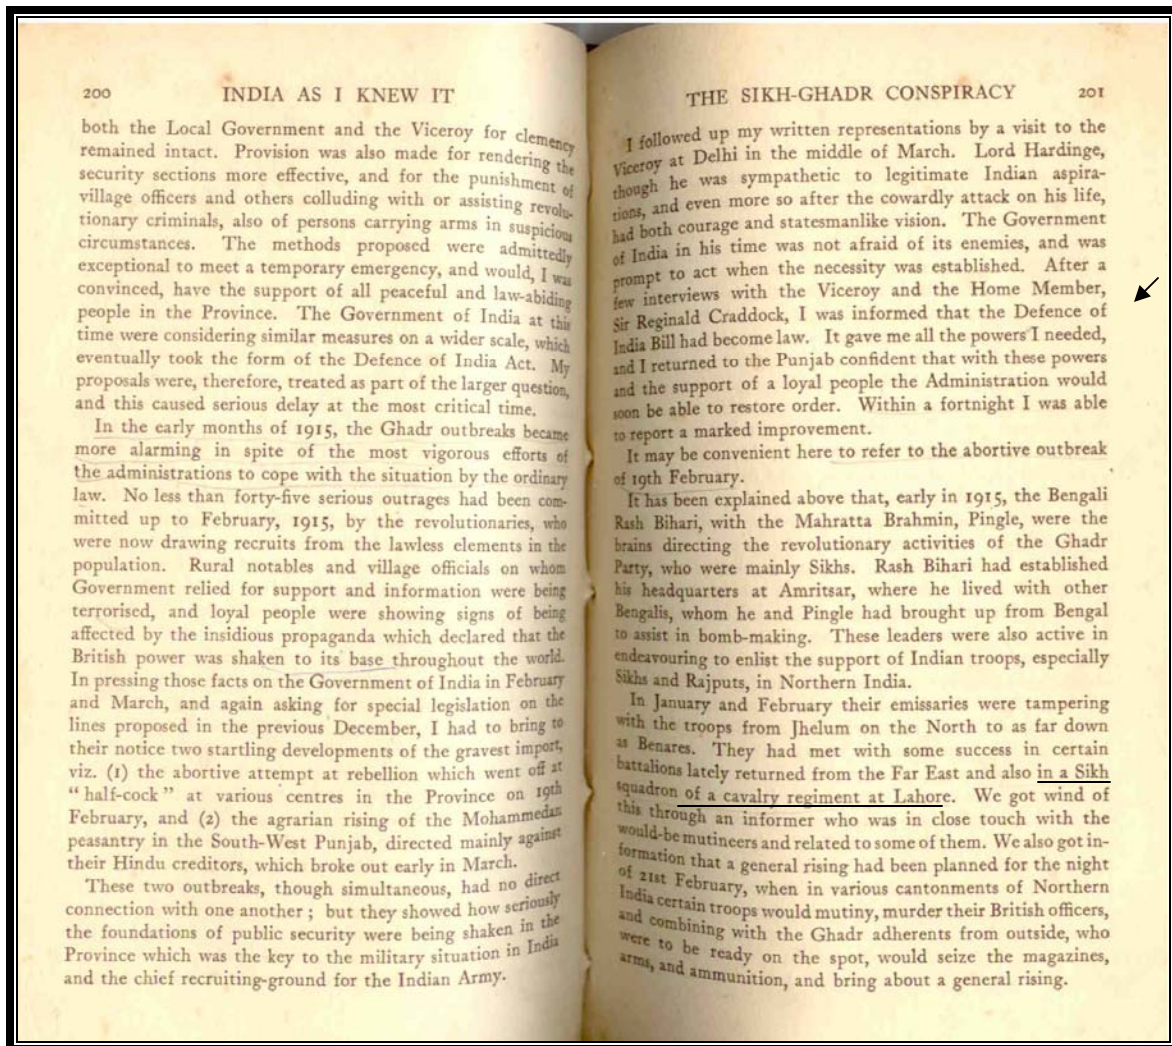 200 INDIA AS I KNEW IT
both the Local Government and the Viceroy for clemency
remained intact. Provision was also made for rendering the
security sections more effective, and for the punishment of
village officers and others colluding with or assisting revolu-
tionary criminals, also of persons carrying arms in suspicious
circumstances. The methods proposed were admittedly
exceptional to meet a temporary emergency, and would, I was
convinced, have the support of all peaceful and law-abiding
people in the Province. The Government of India at this
time were considering similar measures on a wider scale, which
eventually took the form of the Defence of India Act. My
proposals were, therefore, treated as part of the larger question,
and this caused serious delay at the most critical time.
In the early months of 1915, the Ghadr outbreaks became
more alarming in spite of the most vigorous efforts of
the administrations to cope with the situation by the ordinary
law. No less than forty-five serious outrages had been com-
mitted up to February, 1915, by the revolutionaries, who
were now drawing recruits from the lawless elements in the
population. Rural notables and village officials on whom
Government relied for support and information were being
terrorised, and loyal people were showing signs of being
affected by the insidious propaganda which declared that the
British power was shaken to its base throughout the world.
In pressing those facts on the Government of India in February
and March, and again asking for special legislation on the
lines proposed in the previous December, I had to bring to
their notice two startling developments of the gravest import,
viz. (1) the abortive attempt at rebellion which went off at
"half-cock" at various centres in the Province on 19th
February, and (2) the agrarian rising of the Mohammedan
peasantry in the South-West Punjab, directed mainly against
their Hindu creditors, which broke out early in March.
These two outbreaks, though simultaneous, had no direct
connection with one another; but they showed how seriously
the foundations of public security were being shaken in the
Province which was the key to the military situation in India
and the chief recruiting-ground for the Indian Army.
THE SIKH-GHADR CONSPIRACY 201
I followed up my written representations by a visit to the
Viceroy at Delhi in the middle of March. Lord Hardinge,
though he was sympathetic to legitimate Indian aspira-
tions, and even more so after the cowardly attack on his life,
had both courage and statesmanlike vision. The Government
of India in his time was not afraid of its enemies, and was
prompt to act when the necessity was established. After a
few interviews with the Viceroy and the Home Member,
Sir Reginald Craddock, I was informed that the Defence of
India Bill had become law. It gave me all the powers I needed,
and I returned to the Punjab confident that with these powers
and the support of a loyal people the Administration would
soon be able to restore order. Within a fortnight I was able
to report a marked improvement.
It may be convenient here to refer to the abortive outbreak
of 19th February.
It has been explained above that, early in 1915, the Bengali
Rash Bihari, with the Mahratta Brahmin, Pingle, were the
brains directing the revolutionary activities of the Ghadr
Party, who were mainly Sikhs. Rash Bihari had established
his headquarters at Amritsar, where he lived with other
Bengalis, whom he and Pingle had brought up from Bengal
to assist in bomb-making. These leaders were also active in
endeavouring to enlist the support of Indian troops, especially
Sikhs and Rajputs, in Northern India.
In January and February their emissaries were tampering
with the troops from Jhelum on the North to as far down
as Benares. They had met with some success in certain
battalions lately returned from the Far East and also in a Sikh
squadron of a cavalry regiment at Lahore. We got wind of
this through an informer who was in close touch with the
would-be mutineers and related to some of them. We also got in-
formation that a general rising had been planned for the night
of 21st February, when in various cantonments of Northern
India certain troops would mutiny, murder their British officers,
and combining with the Ghadr adherents from outside, who
were to be ready on the spot, would seize the magazines,
arms, and ammunition, and bring about a general rising.